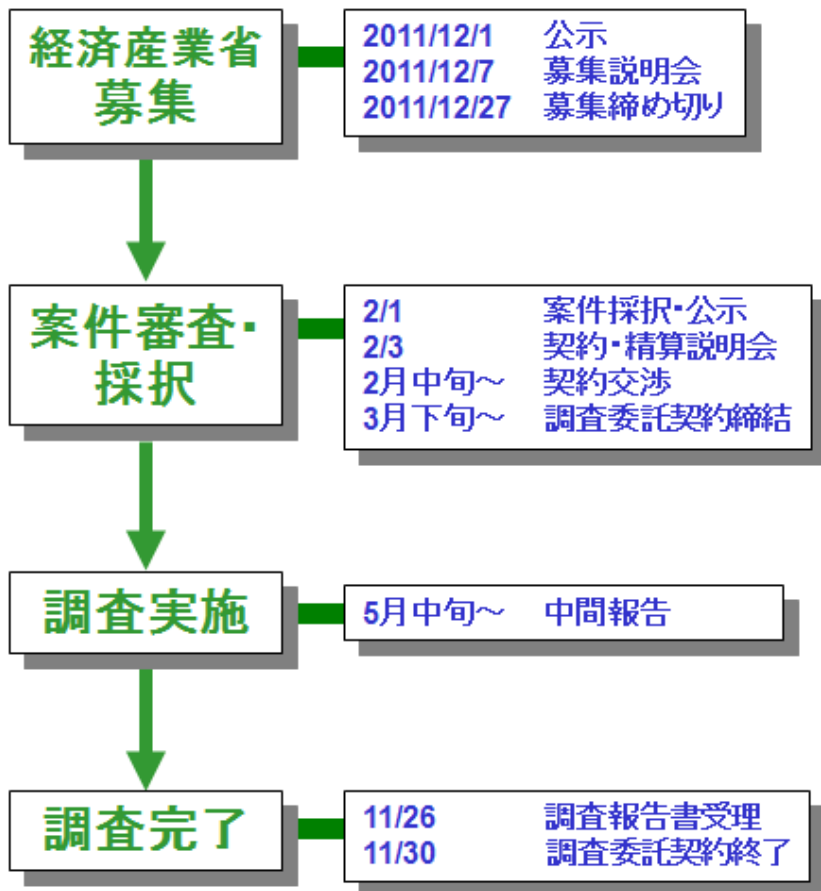 経済産業省
募集
2011/12/1 公示
2011/12/7 募集説明会
2011/12/27 募集締め切り
案件審査・
採択
2/1 案件採択・公示
2/3 契約・精算説明会
2月中旬～ 契約交渉
3月下旬～ 調査委託契約締結
調査実施
5月中旬～ 中間報告
調査完了
11/26 調査報告書受理
11/30 調査委託契約終了